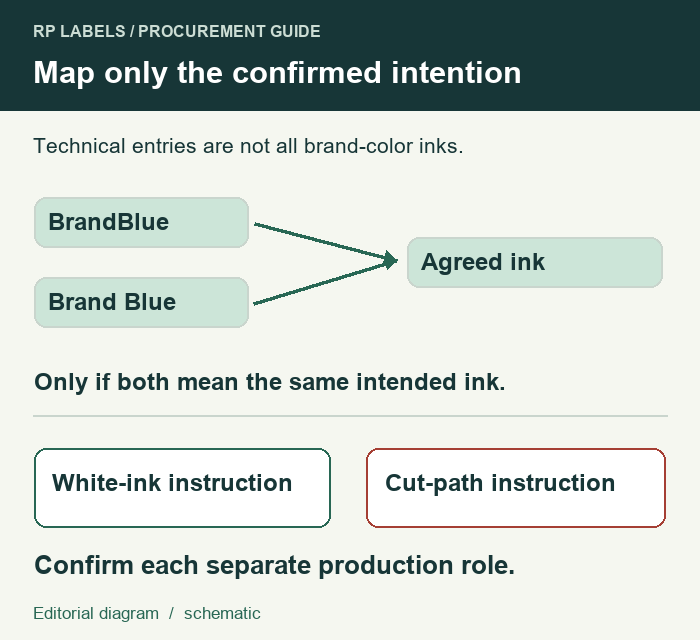 RP LABELS / PROCUREMENT GUIDE
Map only the confirmed intention
Technical entries are not all brand-color inks.
BrandBlue
Agreed ink
Brand Blue
Only if both mean the same intended ink.
White-ink instruction
Cut-path instruction
Confirm each separate production role.
Editorial diagram / schematic